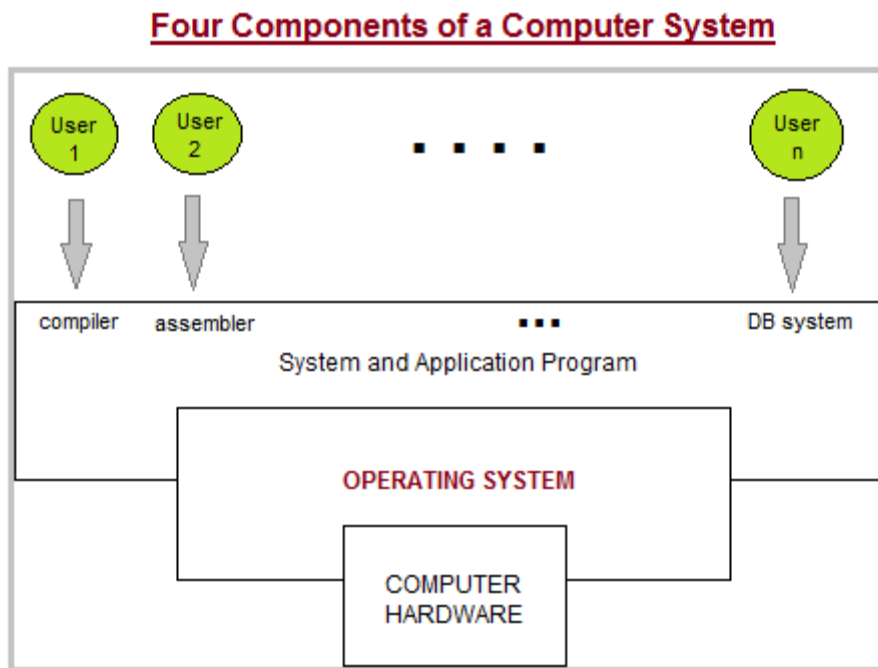 Four Components of a Computer System
User
1
User
2
. . . .
User
n
compiler
assembler
...
DB system
System and Application Program
OPERATING SYSTEM
COMPUTER
HARDWARE